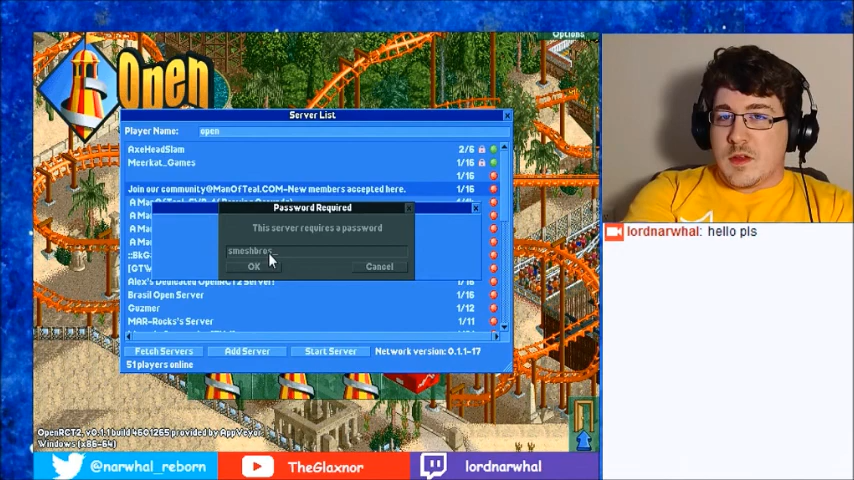 Options
Open
Server List
Player Name: open
AxeHeadSlam 2/6
Meerkat_Games 1/16
1/16
Join our community@ManOfTeal.COM-New members accepted here. 1/16
Password Required
This server requires a password
smeshbros_
OK Cancel
Alex's Dedicated OpenRCT2 Server! 1/16
Brasil Open Server 1/16
Guzmer 1/12
MAR-Rocks's Server 1/11
Fetch Servers Add Server Start Server Network version: 0.1.1-17
51 players online
OpenRCT2, v0.1.1 build 4601265 provided by AppVeyor
Windows (x86-64)
lordnarwhal: hello pls
@narwhal_reborn TheGlaxnor lordnarwhal